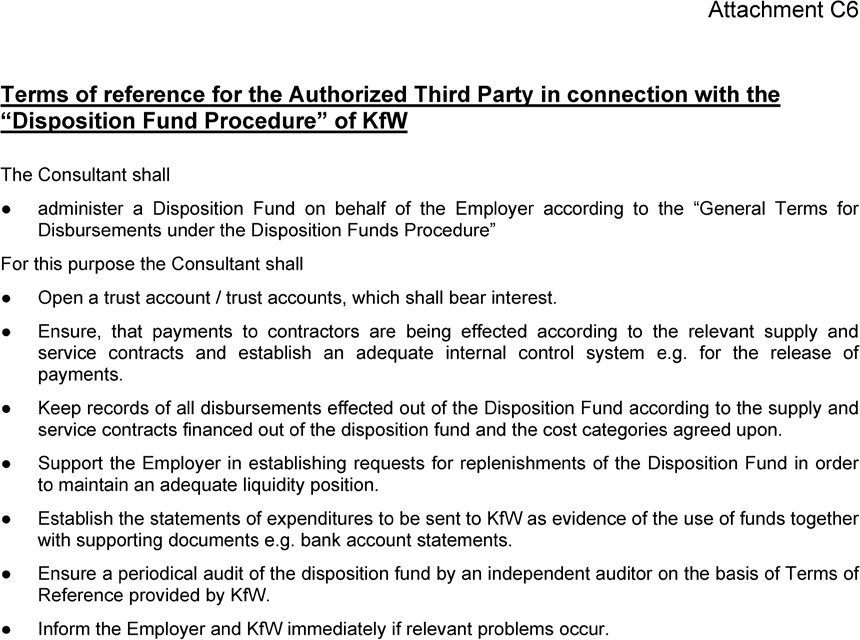 Attachment C6
Terms of reference for the Authorized Third Party in connection with the
“Disposition Fund Procedure” of KfW
The Consultant shall
● administer a Disposition Fund on behalf of the Employer according to the “General Terms for
Disbursements under the Disposition Funds Procedure”
For this purpose the Consultant shall
● Open a trust account / trust accounts, which shall bear interest.
● Ensure, that payments to contractors are being effected according to the relevant supply and
service contracts and establish an adequate internal control system e.g. for the release of
payments.
● Keep records of all disbursements effected out of the Disposition Fund according to the supply and
service contracts financed out of the disposition fund and the cost categories agreed upon.
● Support the Employer in establishing requests for replenishments of the Disposition Fund in order
to maintain an adequate liquidity position.
● Establish the statements of expenditures to be sent to KfW as evidence of the use of funds together
with supporting documents e.g. bank account statements.
● Ensure a periodical audit of the disposition fund by an independent auditor on the basis of Terms of
Reference provided by KfW.
● Inform the Employer and KfW immediately if relevant problems occur.